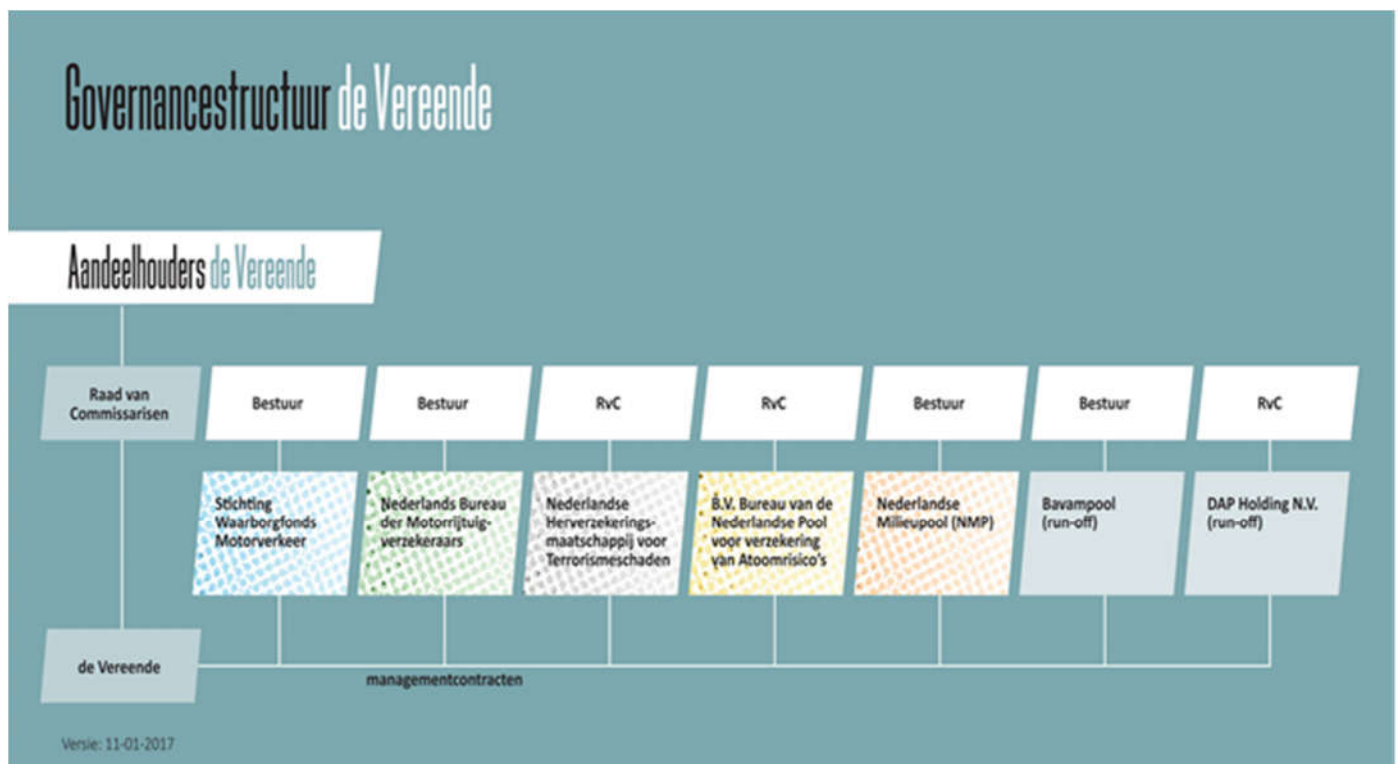 Governancestructuur de Vereende
Aandeelhouders de Vereende
Raad van
Commissarisen
Bestuur
Bestuur
RvC
RvC
Bestuur
Bestuur
RvC
Stichting
Waarborgfonds
Motorverkeer
Nederlands Bureau
der Motorrijtuig-
verzekeraars
Nederlandse
Herverzekerings-
maatschappij voor
Terrorismeschaden
B.V. Bureau van de
Nederlandse Pool
voor verzekering
van Atoomrisico's
Nederlandse
Milieupool (NMP)
Bavampool
(run-off)
DAP Holding N.V.
(run-off)
de Vereende
managementcontracten
Versie: 11-01-2017